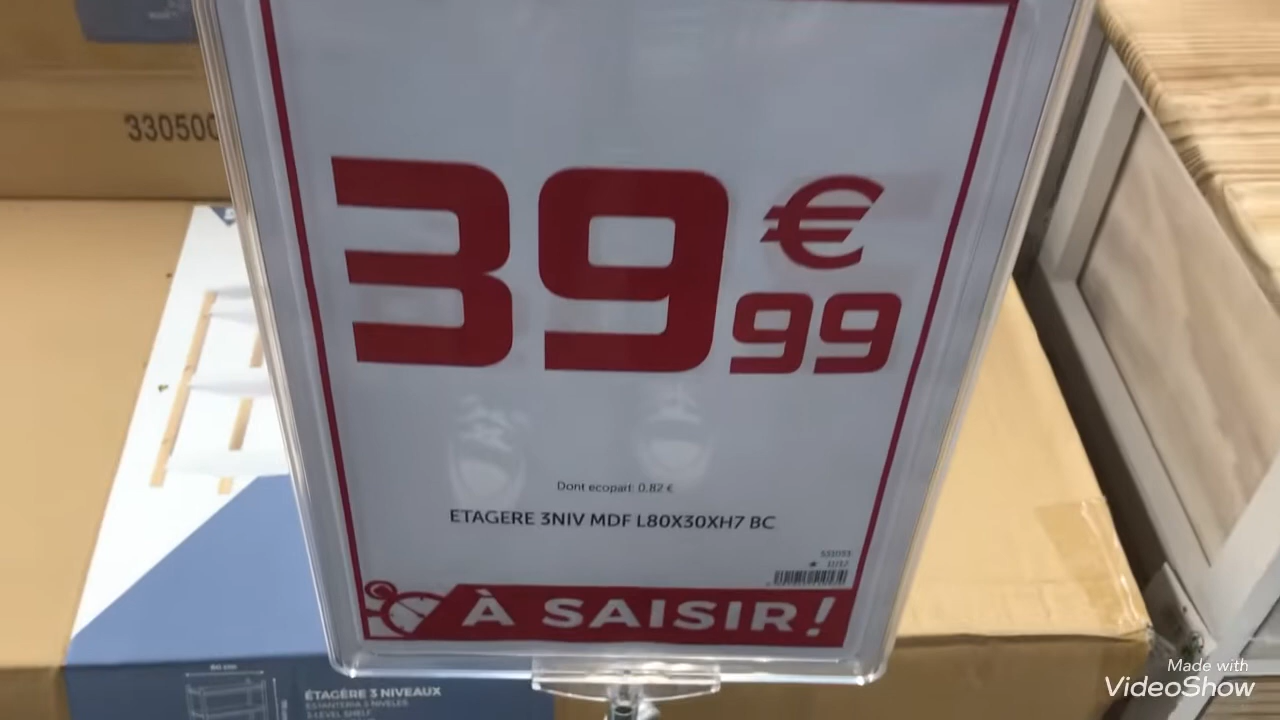 330500
39€99
Dont ecopart: 0.82 €
ETAGERE 3NIV MDF L80X30XH7 BC
À SAISIR!
ÉTAGÈRE 3 NIVEAUX
ESTANTERIA 3 NIVELES
3-LEVEL SHELF
Made with
VideoShow